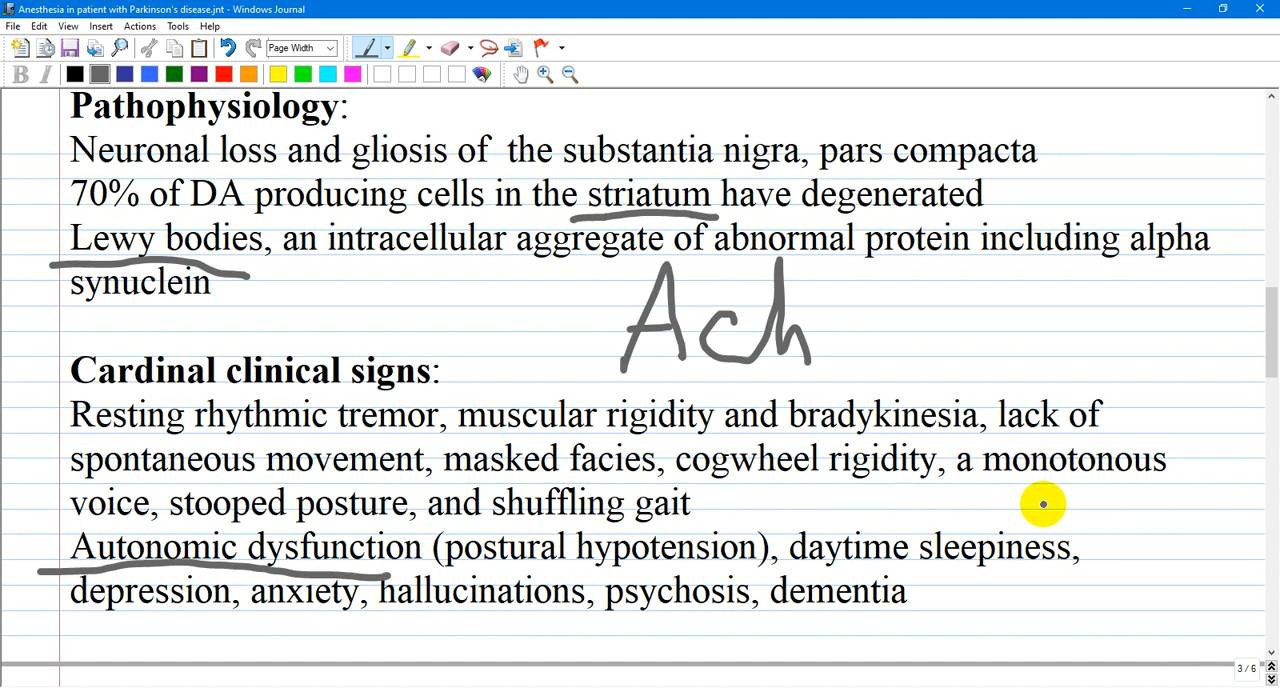 Anesthesia in patient with Parkinson's disease.jnt - Windows Journal
File Edit View Insert Actions Tools Help
Page Width
B I
Pathophysiology:
Neuronal loss and gliosis of the substantia nigra, pars compacta
70% of DA producing cells in the striatum have degenerated
Lewy bodies, an intracellular aggregate of abnormal protein including alpha
synuclein
Ach
Cardinal clinical signs:
Resting rhythmic tremor, muscular rigidity and bradykinesia, lack of
spontaneous movement, masked facies, cogwheel rigidity, a monotonous
voice, stooped posture, and shuffling gait
Autonomic dysfunction (postural hypotension), daytime sleepiness,
depression, anxiety, hallucinations, psychosis, dementia
3 / 6